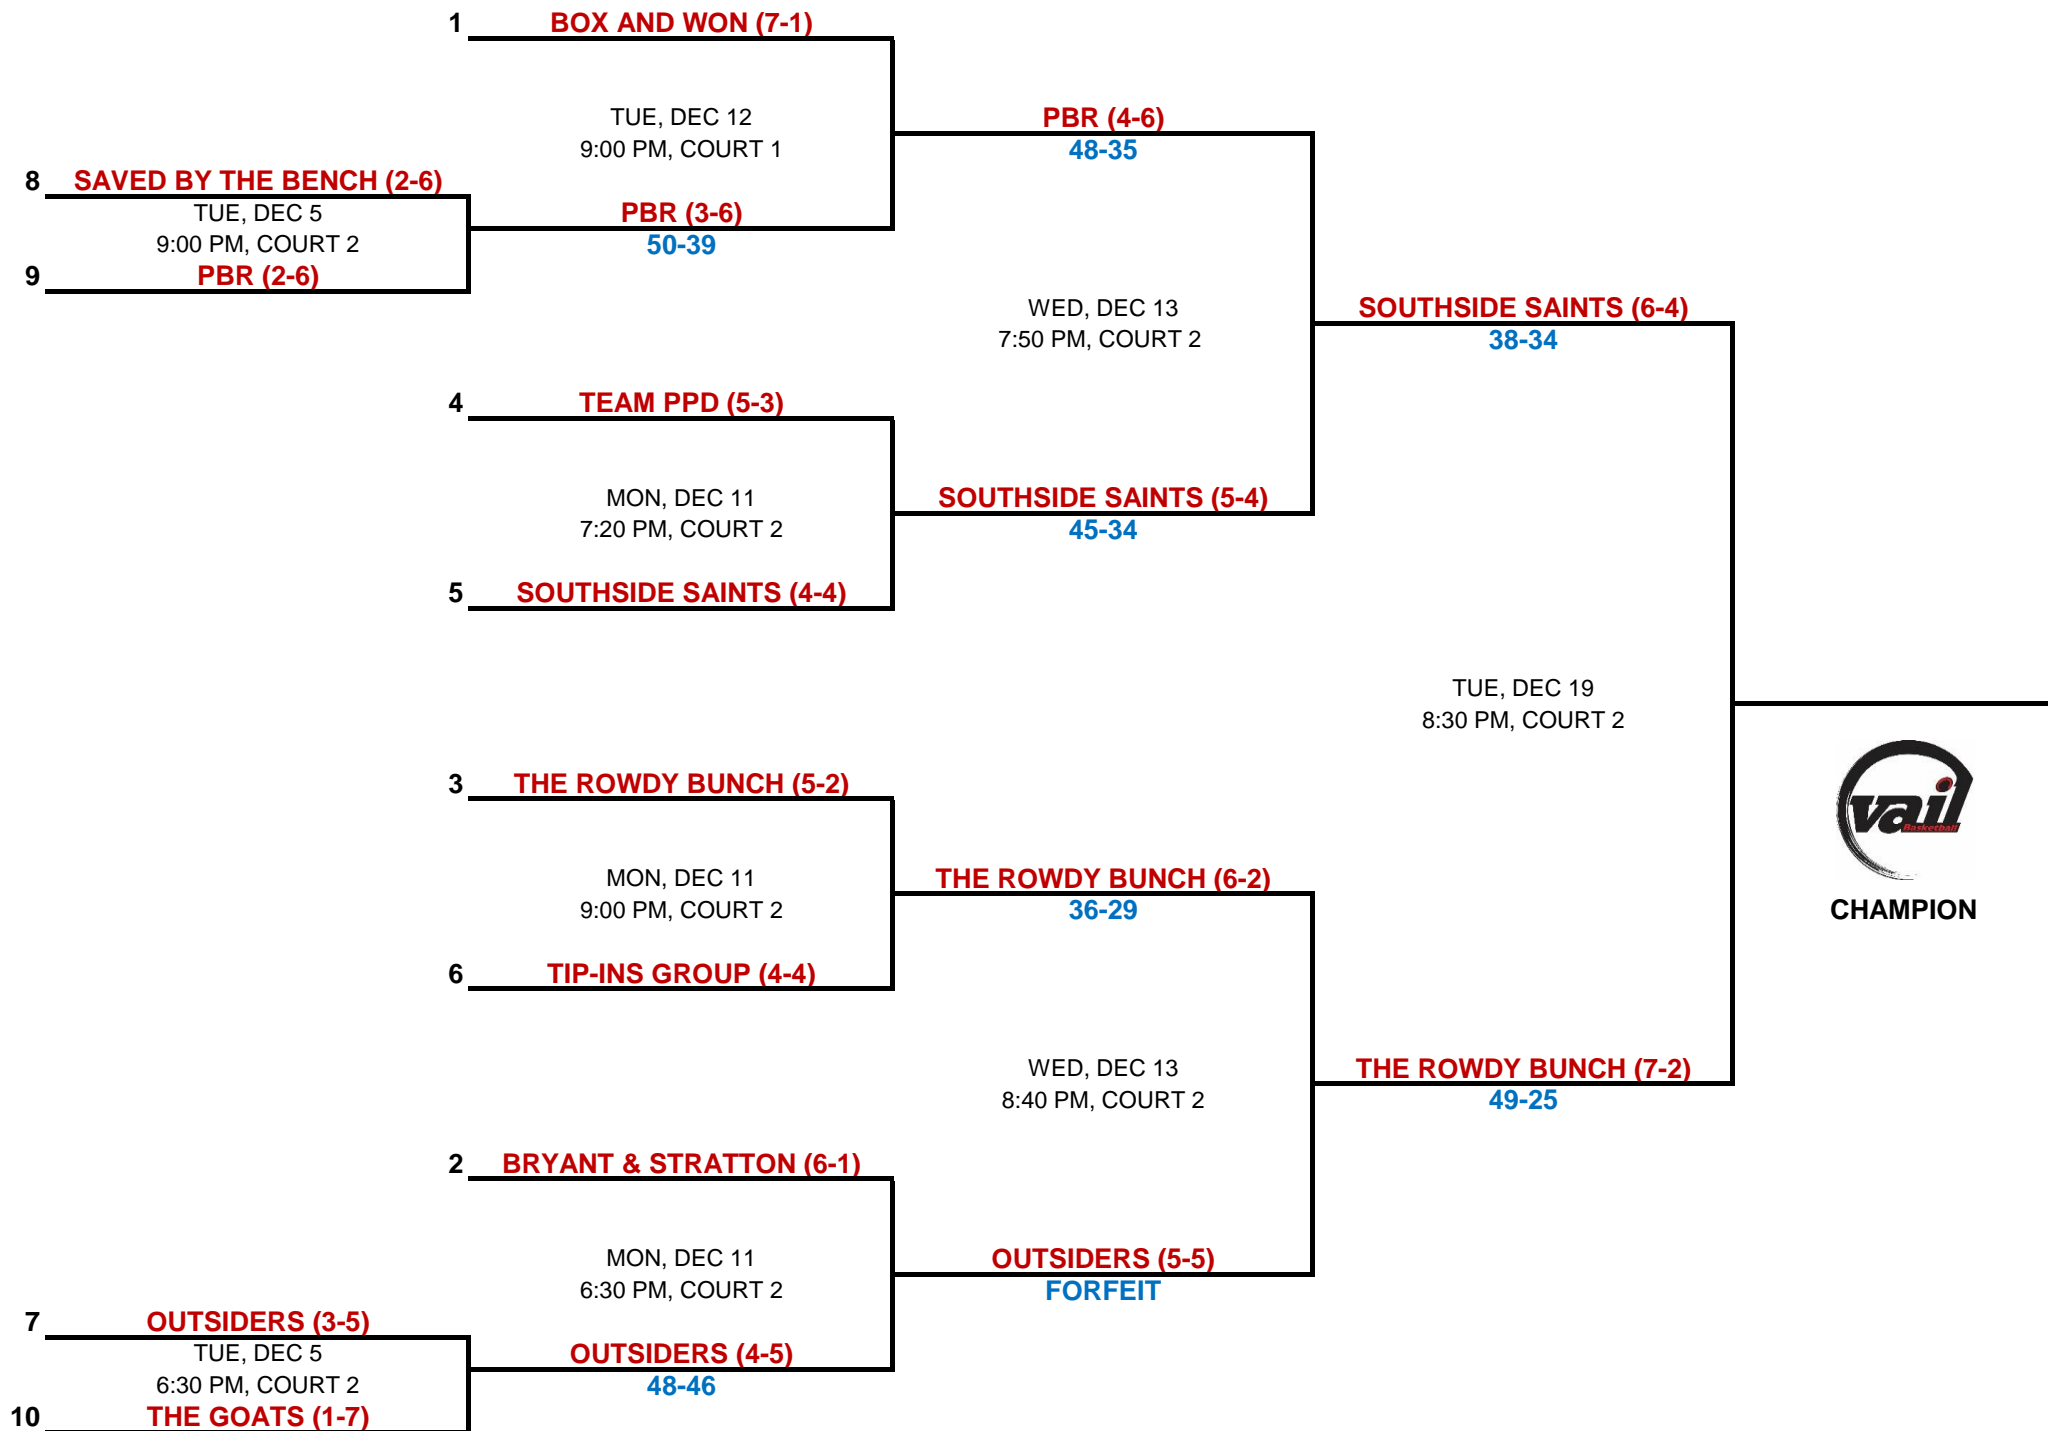 1 BOX AND WON (7-1)
TUE, DEC 12
9:00 PM, COURT 1
PBR (4-6)
48-35
8 SAVED BY THE BENCH (2-6)
TUE, DEC 5
9:00 PM, COURT 2
9 PBR (2-6)
PBR (3-6)
50-39
WED, DEC 13
7:50 PM, COURT 2
SOUTHSIDE SAINTS (6-4)
38-34
4 TEAM PPD (5-3)
MON, DEC 11
7:20 PM, COURT 2
SOUTHSIDE SAINTS (5-4)
45-34
5 SOUTHSIDE SAINTS (4-4)
TUE, DEC 19
8:30 PM, COURT 2
vail
Basketball
CHAMPION
3 THE ROWDY BUNCH (5-2)
MON, DEC 11
9:00 PM, COURT 2
THE ROWDY BUNCH (6-2)
36-29
6 TIP-INS GROUP (4-4)
WED, DEC 13
8:40 PM, COURT 2
THE ROWDY BUNCH (7-2)
49-25
2 BRYANT & STRATTON (6-1)
MON, DEC 11
6:30 PM, COURT 2
OUTSIDERS (5-5)
FORFEIT
7 OUTSIDERS (3-5)
TUE, DEC 5
6:30 PM, COURT 2
10 THE GOATS (1-7)
OUTSIDERS (4-5)
48-46